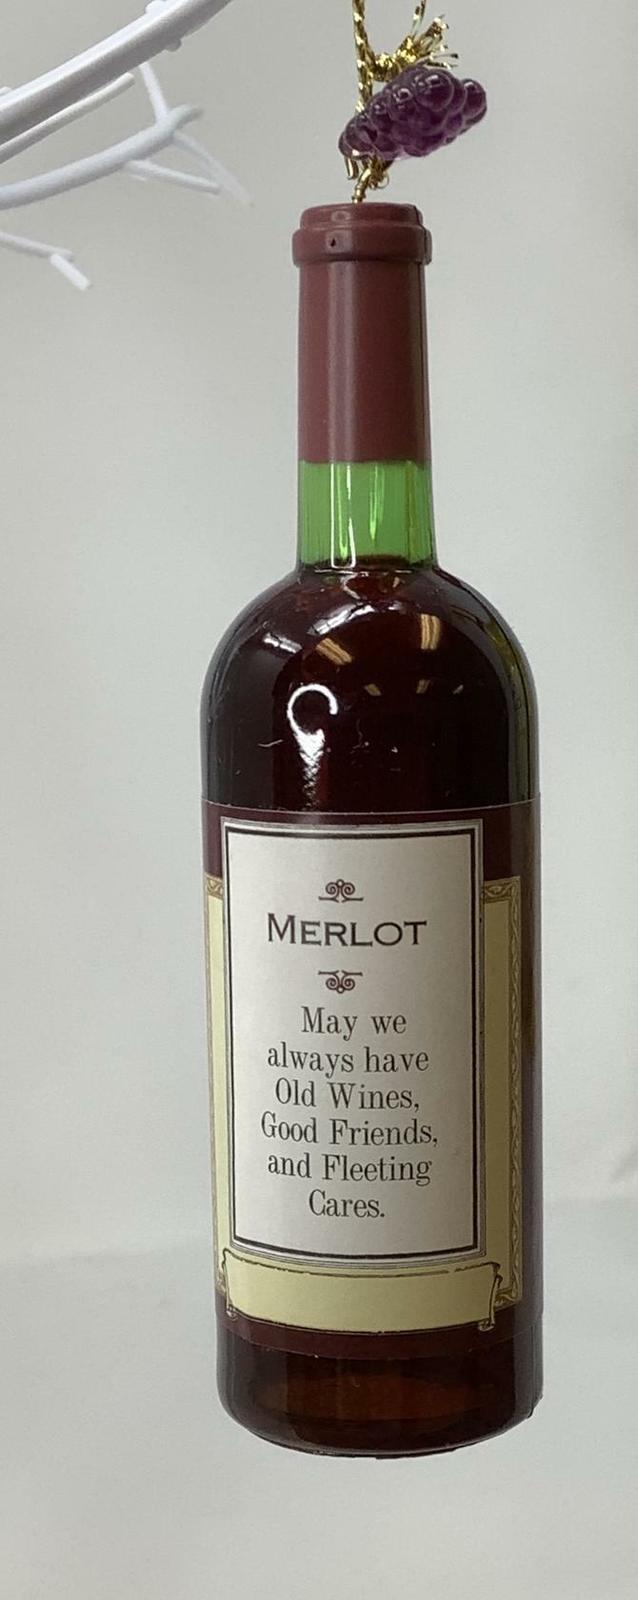 MERLOT
May we
always have
Old Wines,
Good Friends,
and Fleeting
Cares.